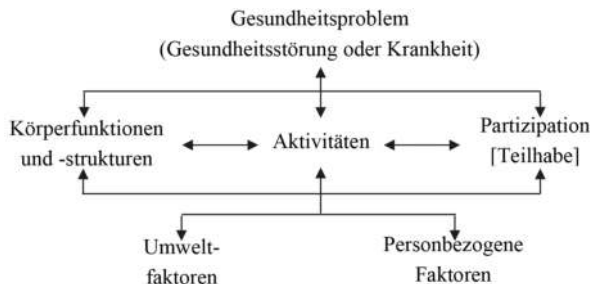 Gesundheitsproblem
(Gesundheitsstörung oder Krankheit)
Körperfunktionen
und -strukturen
Aktivitäten
Partizipation
[Teilhabe]
Umwelt-
faktoren
Personbezogene
Faktoren